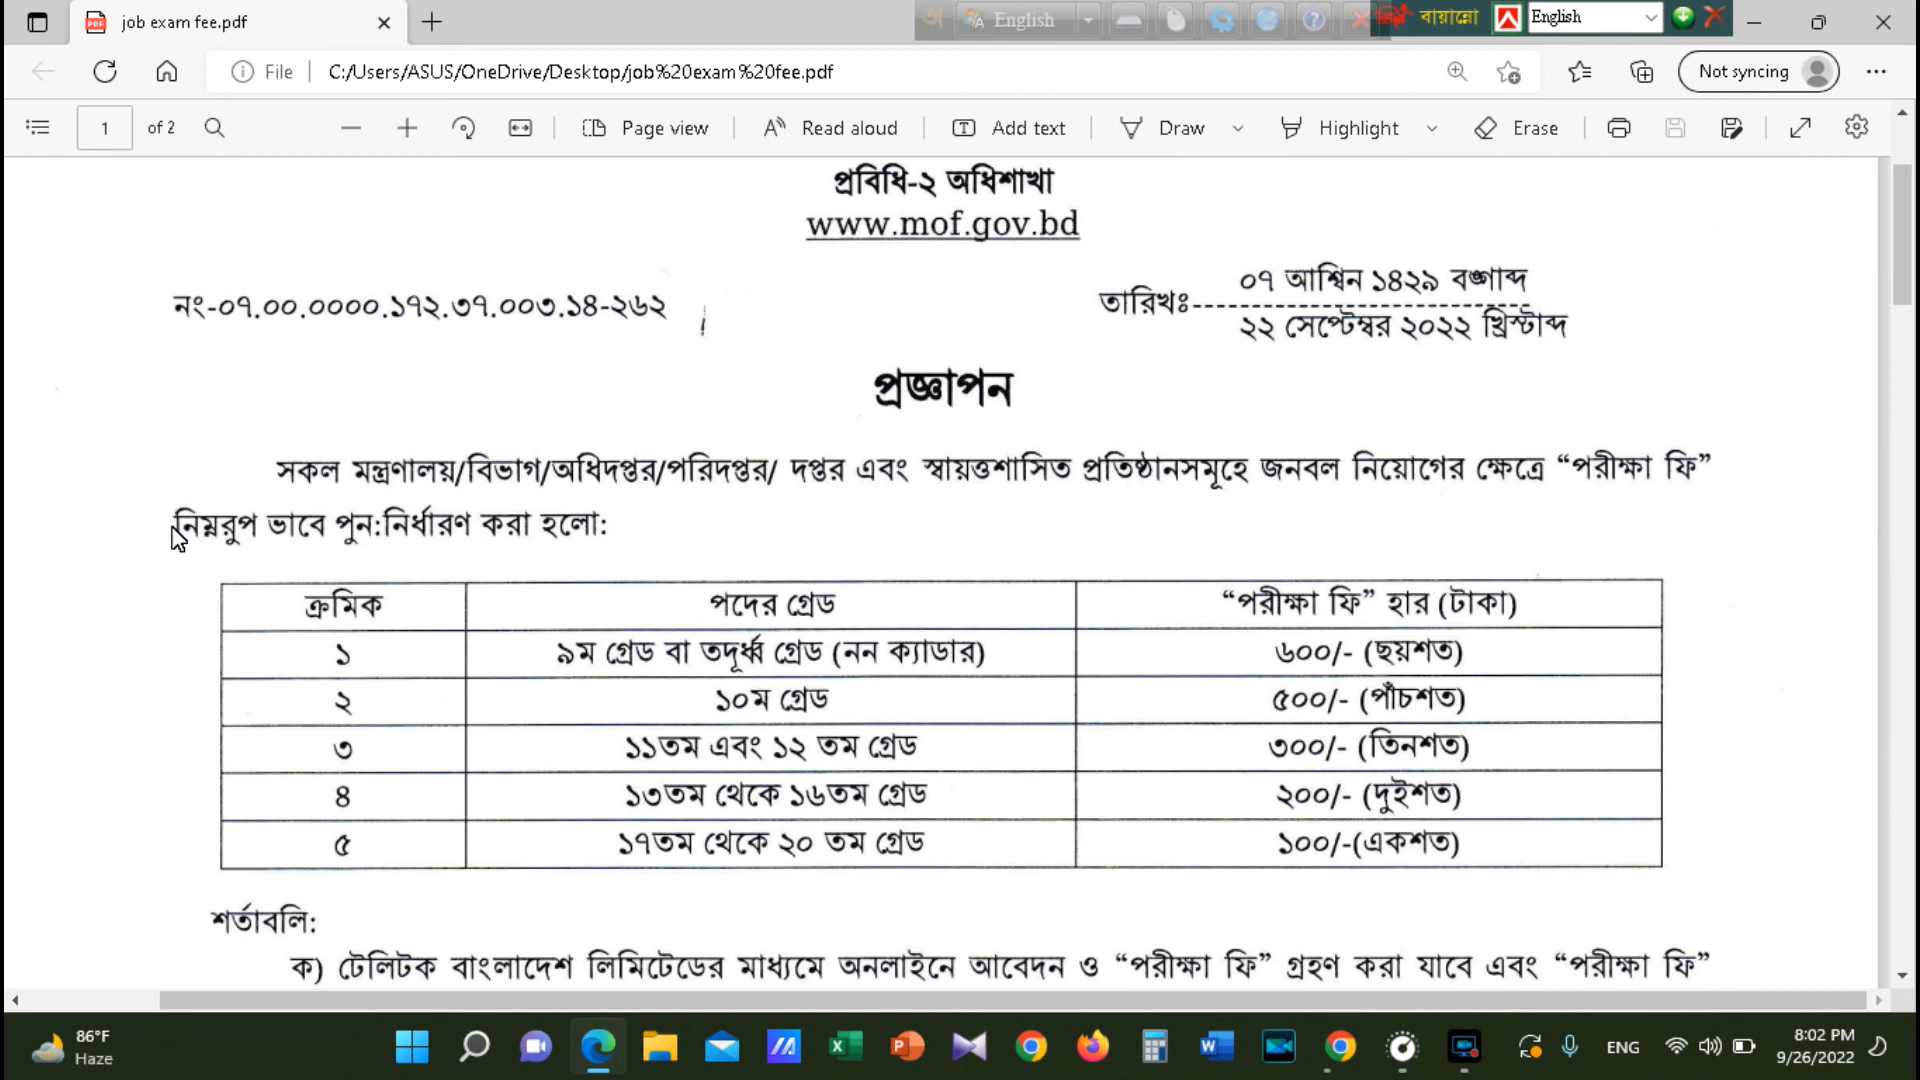 job exam fee.pdf
English
বায়ান্নো
English
File
C:/Users/ASUS/OneDrive/Desktop/job%20exam%20fee.pdf
Not syncing
1 of 2
Page view
Read aloud
Add text
Draw
Highlight
Erase
প্রবিধি-২ অধিশাখা
www.mof.gov.bd
নং-০৭.০০.০০০০.১৭২.৩৭.০০৩.১৪-২৬২
তারিখঃ
০৭ আশ্বিন ১৪২৯ বঙ্গাব্দ
২২ সেপ্টেম্বর ২০২২ খ্রিস্টাব্দ
প্রজ্ঞাপন
সকল মন্ত্রণালয়/বিভাগ/অধিদপ্তর/পরিদপ্তর/ দপ্তর এবং স্বায়ত্তশাসিত প্রতিষ্ঠানসমূহে জনবল নিয়োগের ক্ষেত্রে “পরীক্ষা ফি”
নিম্নরুপ ভাবে পুন:নির্ধারণ করা হলো:
ক্রমিক পদের গ্রেড “পরীক্ষা ফি” হার (টাকা)
১ ৯ম গ্রেড বা তদূর্ধ্ব গ্রেড (নন ক্যাডার) ৬০০/- (ছয়শত)
২ ১০ম গ্রেড ৫০০/- (পাঁচশত)
৩ ১১তম এবং ১২ তম গ্রেড ৩০০/- (তিনশত)
৪ ১৩তম থেকে ১৬তম গ্রেড ২০০/- (দুইশত)
৫ ১৭তম থেকে ২০ তম গ্রেড ১০০/-(একশত)
শর্তাবলি:
ক) টেলিটক বাংলাদেশ লিমিটেডের মাধ্যমে অনলাইনে আবেদন ও “পরীক্ষা ফি” গ্রহণ করা যাবে এবং “পরীক্ষা ফি”
86°F
Haze
ENG
8:02 PM
9/26/2022